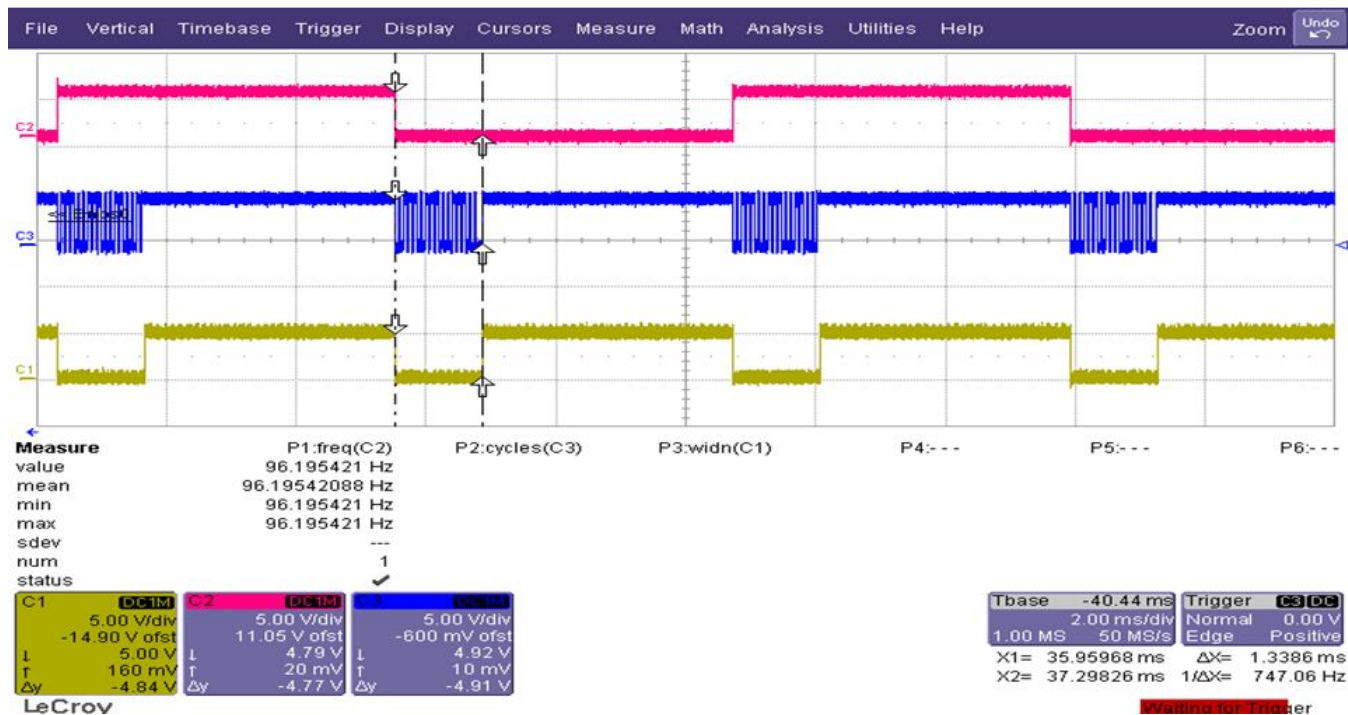 File Vertical Timebase Trigger Display Cursors Measure Math Analysis Utilities Help Zoom Undo
C2
C3
C1
Measure P1:freq(C2) P2:cycles(C3) P3:widn(C1) P4:- - - P5:- - - P6:- - -
value 96.195421 Hz
mean 96.19542088 Hz
min 96.195421 Hz
max 96.195421 Hz
sdev ---
num 1
status
C1 DC1M C2 DC1M C3 DC1M Tbase -40.44 ms Trigger C3 DC
5.00 V/div 5.00 V/div 5.00 V/div 2.00 ms/div Normal 0.00 V
-14.90 V ofst 11.05 V ofst -600 mV ofst 1.00 MS 50 MS/s Edge Positive
5.00 V 4.79 V 4.92 V X1= 35.95968 ms ΔX= 1.3386 ms
160 mV 20 mV 10 mV X2= 37.29826 ms 1/ΔX= 747.06 Hz
Δy -4.84 V Δy -4.77 V Δy -4.91 V
LeCroy Waiting for Trigger